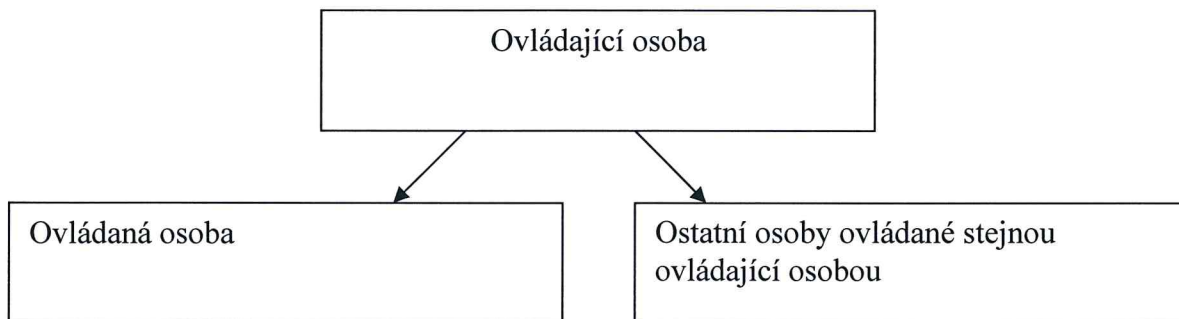 Ovládající osoba
Ovládaná osoba
Ostatní osoby ovládané stejnou
ovládající osobou